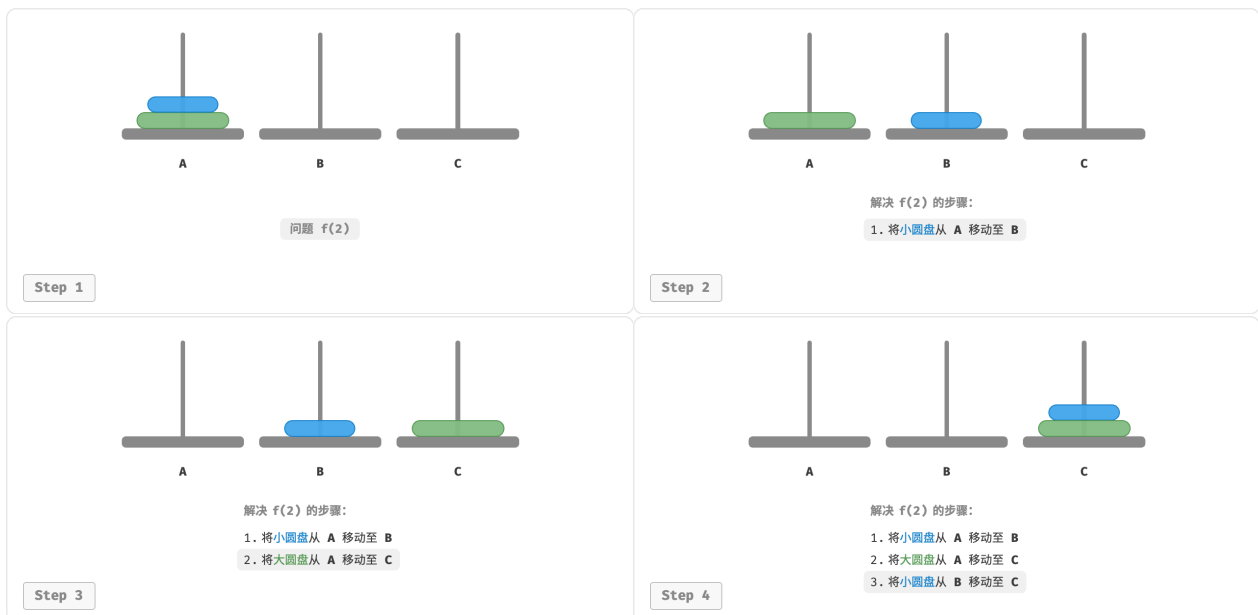 A B C
问题 f(2)
Step 1
A B C
解决 f(2) 的步骤:
1. 将小圆盘从 A 移动至 B
Step 2
A B C
解决 f(2) 的步骤:
1. 将小圆盘从 A 移动至 B
2. 将大圆盘从 A 移动至 C
Step 3
A B C
解决 f(2) 的步骤:
1. 将小圆盘从 A 移动至 B
2. 将大圆盘从 A 移动至 C
3. 将小圆盘从 B 移动至 C
Step 4